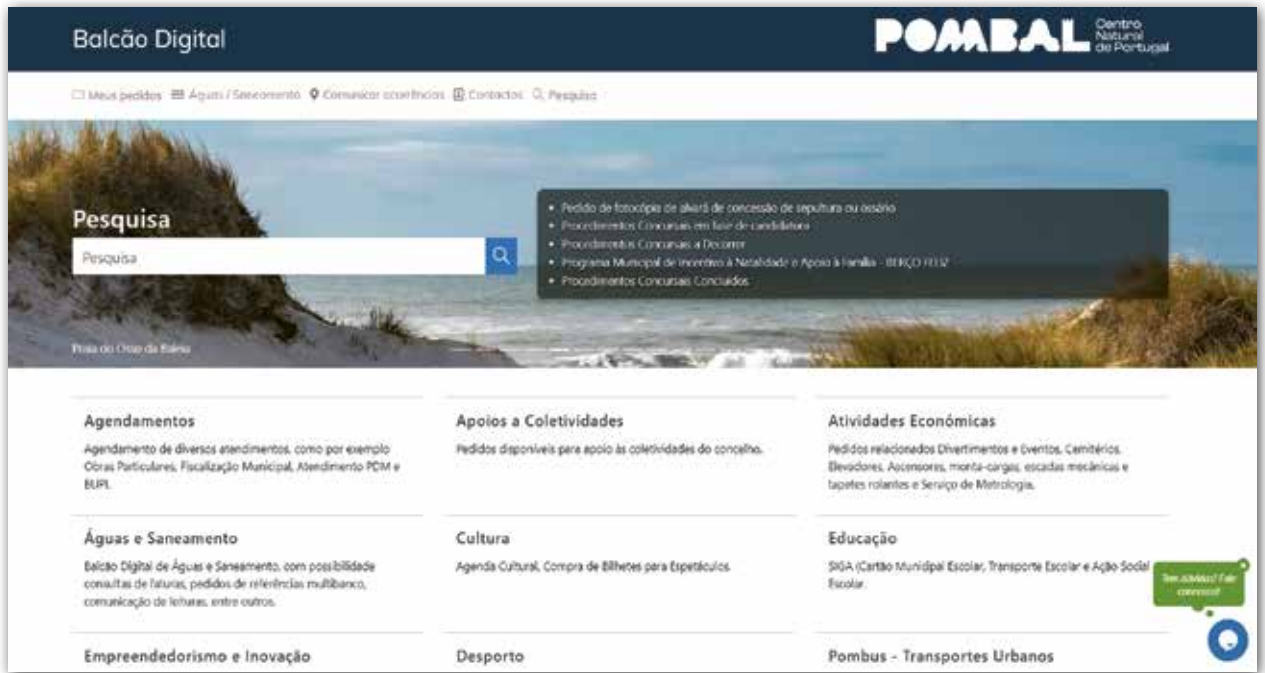 Balcão Digital
POMBAL
Centro
Natural
de Portugal
Meus pedidos Águas / Saneamento Comunicar ocorrências Contactos Pesquisa
Pesquisa
Pesquisa
• Pedido de fotocópia de alvará de concessão de sepultura ou ossário
• Procedimentos Concursais em fase de candidatura
• Procedimentos Concursais a Decorrer
• Programa Municipal de Incentivo à Natalidade e Apoio à Família - BERÇO FELIZ
• Procedimentos Concursais Concluídos
Praia do Osso da Baleia
Agendamentos
Agendamento de diversos atendimentos, como por exemplo
Obras Particulares, Fiscalização Municipal, Atendimento PDM e
BUPI.
Apoios a Coletividades
Pedidos disponíveis para apoio às coletividades do concelho.
Atividades Económicas
Pedidos relacionados Divertimentos e Eventos, Cemitérios,
Elevadores, Ascensores, monta-cargas, escadas mecânicas e
tapetes rolantes e Serviço de Metrologia.
Águas e Saneamento
Balcão Digital de Águas e Saneamento, com possibilidade
consultas de faturas, pedidos de referências multibanco,
comunicação de leituras, entre outros.
Cultura
Agenda Cultural, Compra de Bilhetes para Espetáculos.
Educação
SIGA (Cartão Municipal Escolar, Transporte Escolar e Ação Social
Escolar.
Tem dúvidas? Fale
connosco!
Empreendedorismo e Inovação
Desporto
Pombus - Transportes Urbanos